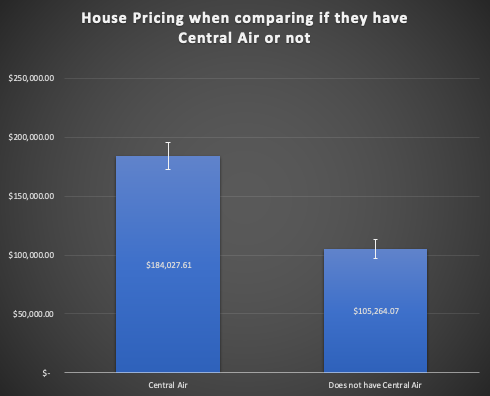 House Pricing when comparing if they have
Central Air or not
$250,000.00
$200,000.00
$150,000.00
$100,000.00
$50,000.00
$-
$184,027.61
$105,264.07
Central Air
Does not have Central Air